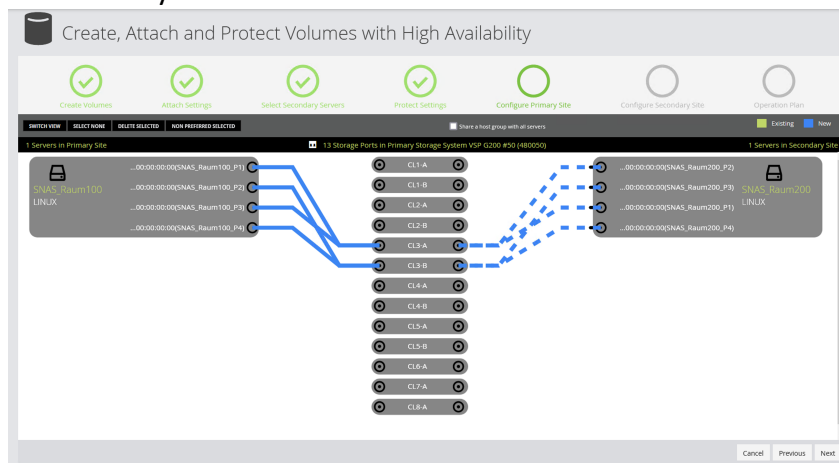 Create, Attach and Protect Volumes with High Availability
Create Volumes
Attach Settings
Select Secondary Servers
Protect Settings
Configure Primary Site
Configure Secondary Site
Operation Plan
SWITCH VIEW SELECT NONE DELETE SELECTED NON PREFERRED SELECTED
Share a host group with all servers
Existing New
1 Servers in Primary Site
13 Storage Ports in Primary Storage System VSP G200 #50 (480050)
1 Servers in Secondary Site
SNAS_Raum100
LINUX
...00:00:00:00(SNAS_Raum100_P1)
...00:00:00:00(SNAS_Raum100_P2)
...00:00:00:00(SNAS_Raum100_P3)
...00:00:00:00(SNAS_Raum100_P4)
CL1-A
CL1-B
CL2-A
CL2-B
CL3-A
CL3-B
CL4-A
CL4-B
CL5-A
CL5-B
CL6-A
CL7-A
CL8-A
...00:00:00:00(SNAS_Raum200_P2)
...00:00:00:00(SNAS_Raum200_P3)
...00:00:00:00(SNAS_Raum200_P1)
...00:00:00:00(SNAS_Raum200_P4)
SNAS_Raum200
LINUX
Cancel Previous Next